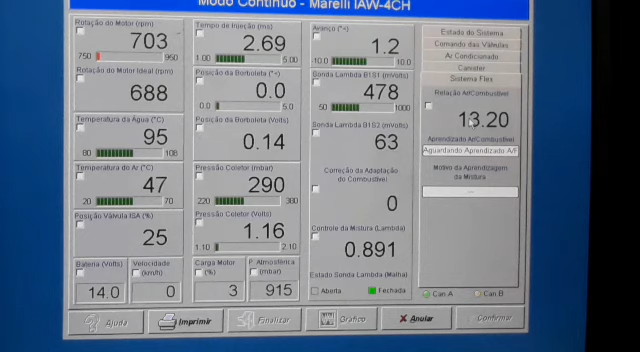 Modo Contínuo - Marelli IAW-4CH
Rotação do Motor (rpm)
703
750 960
Rotação do Motor Ideal (rpm)
688
Temperatura da Água (°C)
95
80 108
Temperatura do Ar (°C)
47
20 70
Posição Válvula ISA (%)
25
Bateria (Volts)
14.0
Velocidade (km/h)
0
Tempo de Injeção (ms)
2.69
1.00 5.00
Posição da Borboleta (°<)
0.0
0.0 5.0
Posição da Borboleta (Volts)
0.14
Pressão Coletor (mbar)
290
220 380
Pressão Coletor (Volts)
1.16
1.10 2.10
Carga Motor (%)
3
P. Atmosférica (mbar)
915
Avanço (°<)
1.2
-10.0 10.0
Sonda Lambda B1S1 (mVolts)
478
50 1000
Sonda Lambda B1S2 (mVolts)
63
Correção da Adaptação
do Combustível
0
Controle da Mistura (Lambda)
0.891
Estado Sonda Lambda (Malha)
Aberta Fechada
Estado do Sistema
Comando das Válvulas
Ar Condicionado
Canister
Sistema Flex
Relação Ar/Combustível
13.20
Aprendizado Ar/Combustível
Aguardando Aprendizado A/F
Motivo da Aprendizagem
da Mistura
---
Can A Can B
Ajuda Imprimir Finalizar Gráfico Anular Confirmar